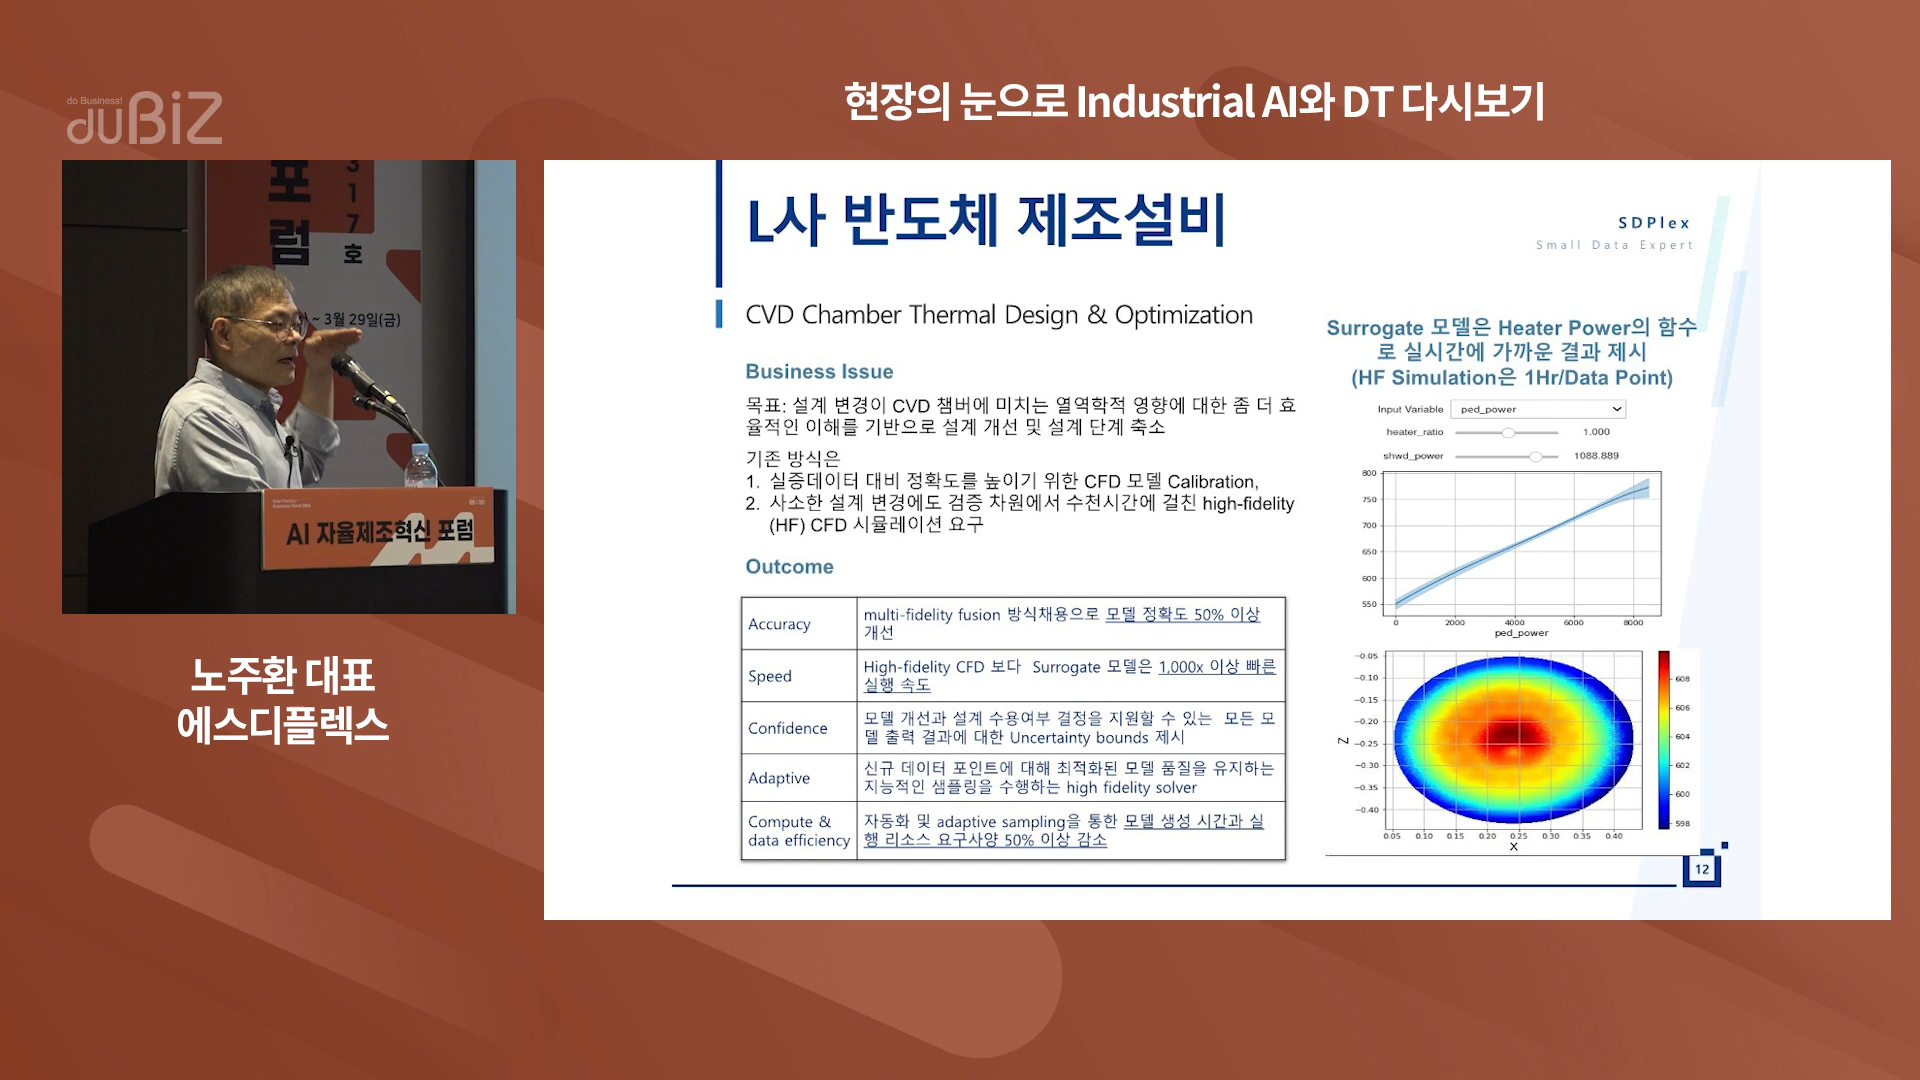 do Business!
duBiZ
현장의 눈으로 Industrial AI와 DT 다시보기
포럼
317호
~ 3월 29일(금)
AI 자율제조혁신 포럼
노주환 대표
에스디플렉스
L사 반도체 제조설비
SDPlex
Small Data Expert
CVD Chamber Thermal Design & Optimization
Business Issue
목표: 설계 변경이 CVD 챔버에 미치는 열역학적 영향에 대한 좀 더 효
율적인 이해를 기반으로 설계 개선 및 설계 단계 축소
기존 방식은
1. 실증데이터 대비 정확도를 높이기 위한 CFD 모델 Calibration,
2. 사소한 설계 변경에도 검증 차원에서 수천시간에 걸친 high-fidelity
(HF) CFD 시뮬레이션 요구
Outcome
Accuracy
multi-fidelity fusion 방식채용으로 모델 정확도 50% 이상
개선
Speed
High-fidelity CFD 보다 Surrogate 모델은 1,000x 이상 빠른
실행 속도
Confidence
모델 개선과 설계 수용여부 결정을 지원할 수 있는 모든 모
델 출력 결과에 대한 Uncertainty bounds 제시
Adaptive
신규 데이터 포인트에 대해 최적화된 모델 품질을 유지하는
지능적인 샘플링을 수행하는 high fidelity solver
Compute &
data efficiency
자동화 및 adaptive sampling을 통한 모델 생성 시간과 실
행 리소스 요구사양 50% 이상 감소
Surrogate 모델은 Heater Power의 함수
로 실시간에 가까운 결과 제시
(HF Simulation은 1Hr/Data Point)
Input Variable ped_power
heater_ratio 1.000
shwd_power 1088.889
800
750
700
650
600
550
0 2000 4000 6000 8000
ped_power
-0.05
-0.10
-0.15
-0.20
-0.25
-0.30
-0.35
-0.40
Z
0.05 0.10 0.15 0.20 0.25 0.30 0.35 0.40
X
608
606
604
602
600
598
12